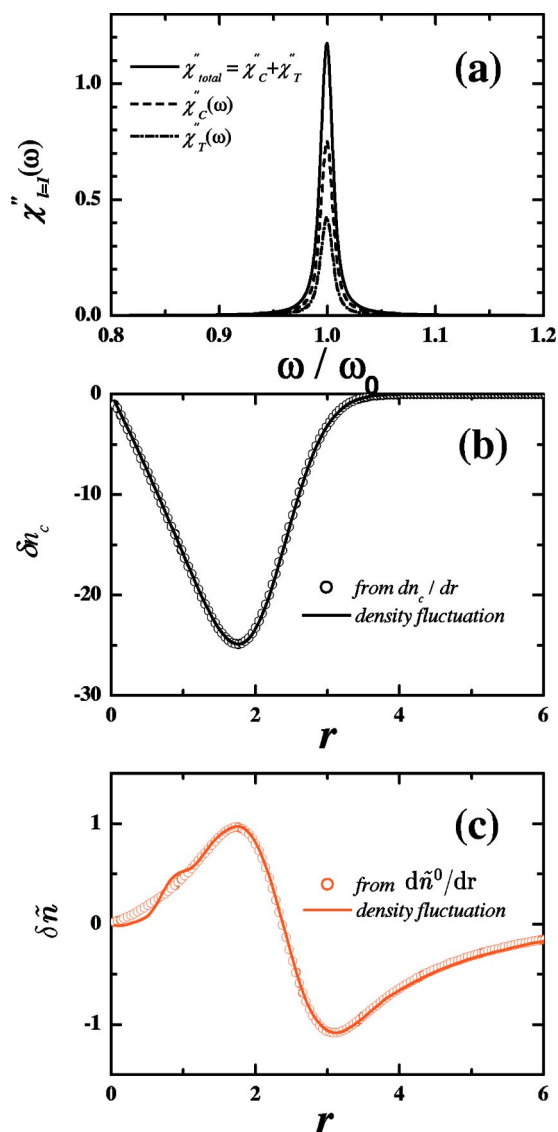 (a)
χ″total = χ″C + χ″T
χ″C(ω)
χ″T(ω)
χ″l=1(ω)
1.0
0.5
0.0
0.8 0.9 1.0 1.1 1.2
ω / ω0
(b)
δnc
0
-10
-20
-30
from dnc / dr
density fluctuation
0 2 4 6
r
(c)
δñ
1
0
-1
from dñ⁰/dr
density fluctuation
0 2 4 6
r